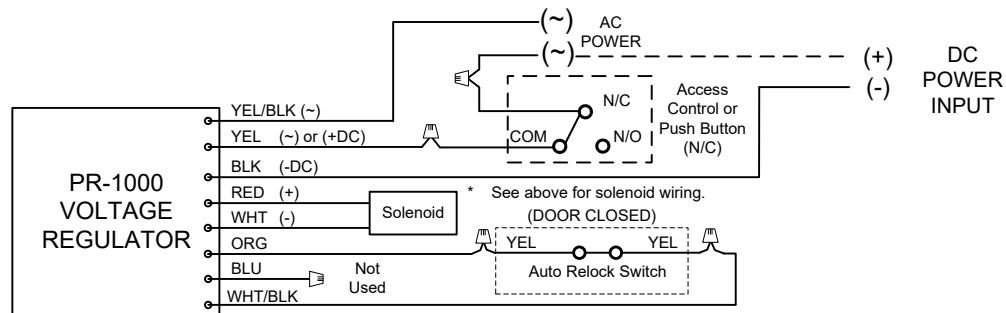 (~) AC
POWER
(~)
(+) DC
POWER
INPUT
(-)
Access
Control or
Push Button
(N/C)
N/C
COM
N/O
YEL/BLK (~)
YEL (~) or (+DC)
BLK (-DC)
RED (+)
WHT (-)
ORG
BLU
WHT/BLK
PR-1000
VOLTAGE
REGULATOR
Solenoid
* See above for solenoid wiring.
(DOOR CLOSED)
YEL YEL
Auto Relock Switch
Not
Used